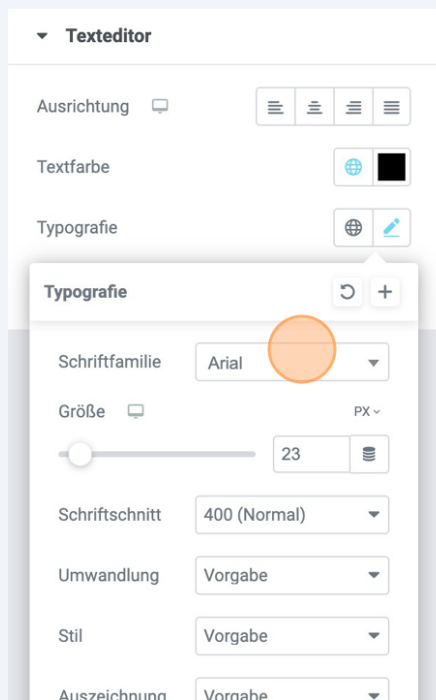 Texteditor
Ausrichtung
Textfarbe
Typografie
Typografie
Schriftfamilie Arial
Größe PX
23
Schriftschnitt 400 (Normal)
Umwandlung Vorgabe
Stil Vorgabe
Auszeichnung Vorgabe